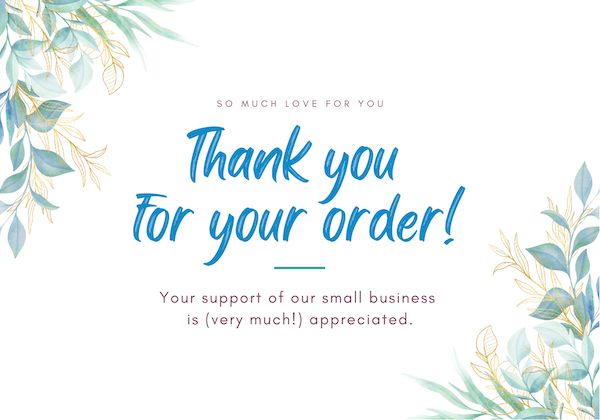 SO MUCH LOVE FOR YOU
Thank you
for your order!
Your support of our small business
is (very much!) appreciated.